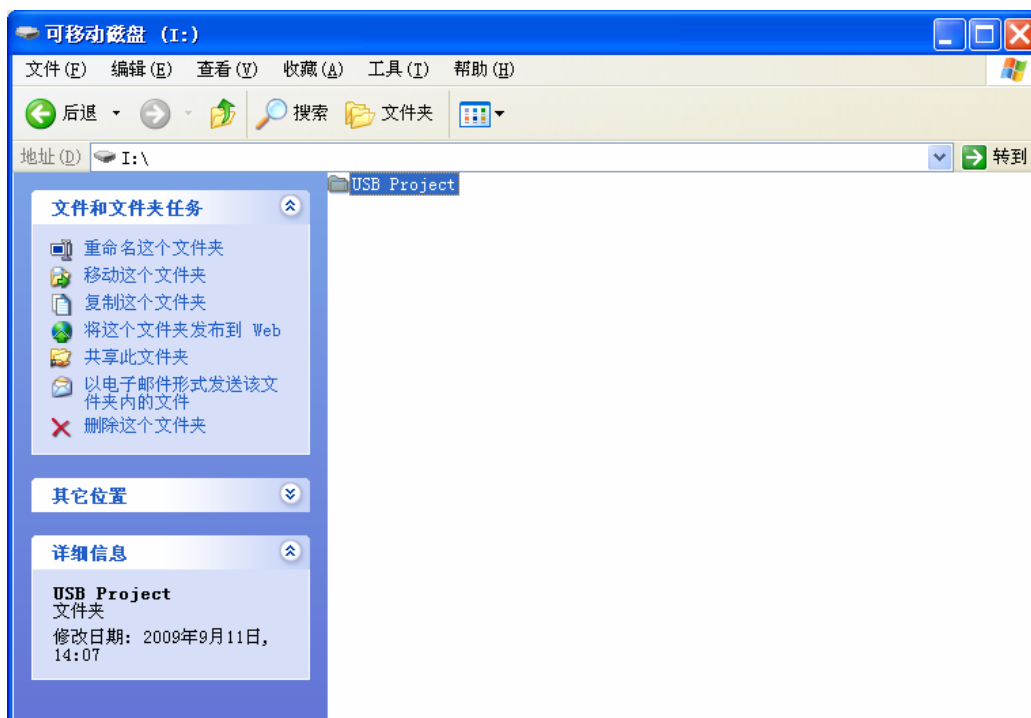 可移动磁盘 (I:)
文件(F) 编辑(E) 查看(V) 收藏(A) 工具(T) 帮助(H)
后退 搜索 文件夹
地址(D) I:\ 转到
USB Project
文件和文件夹任务
重命名这个文件夹
移动这个文件夹
复制这个文件夹
将这个文件夹发布到 Web
共享此文件夹
以电子邮件形式发送该文
件夹内的文件
删除这个文件夹
其它位置
详细信息
USB Project
文件夹
修改日期: 2009年9月11日,
14:07